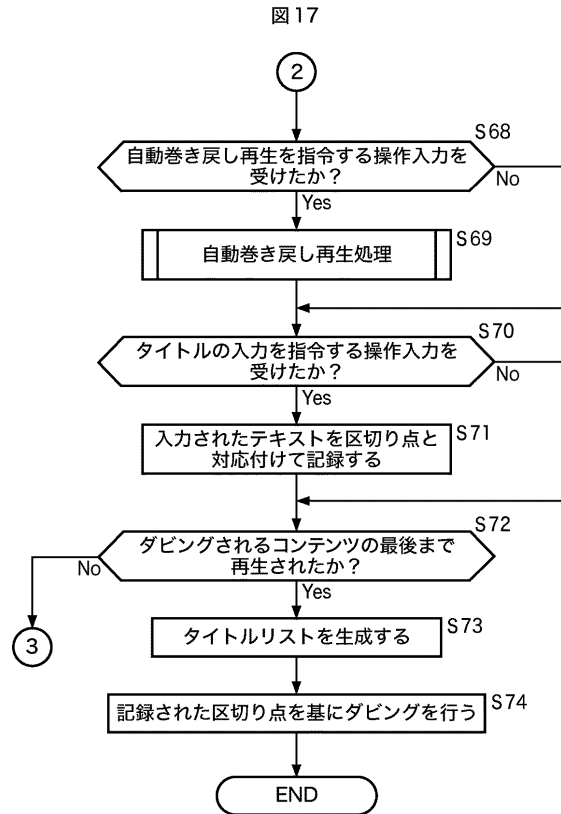 図17
2
S68
自動巻き戻し再生を指令する操作入力を
受けたか？
No
Yes
S69
自動巻き戻し再生処理
S70
タイトルの入力を指令する操作入力を
受けたか？
No
Yes
S71
入力されたテキストを区切り点と
対応付けて記録する
S72
ダビングされるコンテンツの最後まで
再生されたか？
No
Yes
3
S73
タイトルリストを生成する
S74
記録された区切り点を基にダビングを行う
END